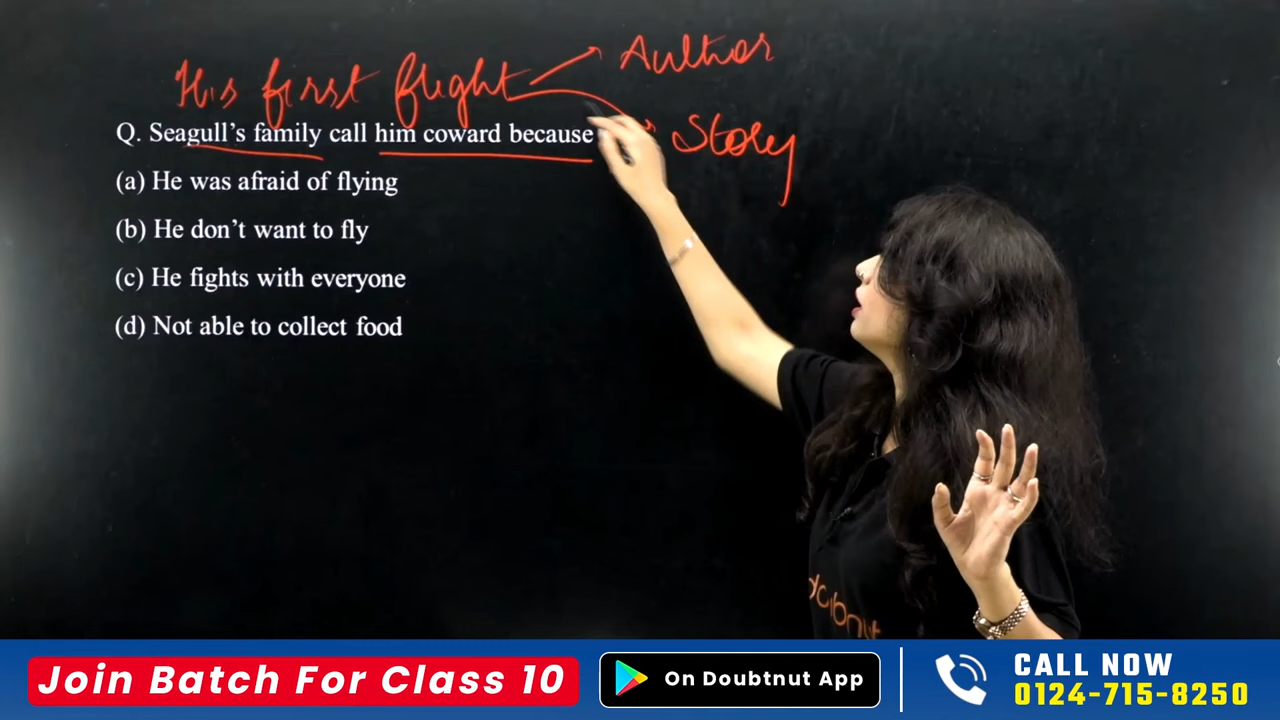 His first flight Author
Story
Q. Seagull's family call him coward because
(a) He was afraid of flying
(b) He don't want to fly
(c) He fights with everyone
(d) Not able to collect food
doubnut
Join Batch For Class 10
On Doubtnut App
CALL NOW
0124-715-8250